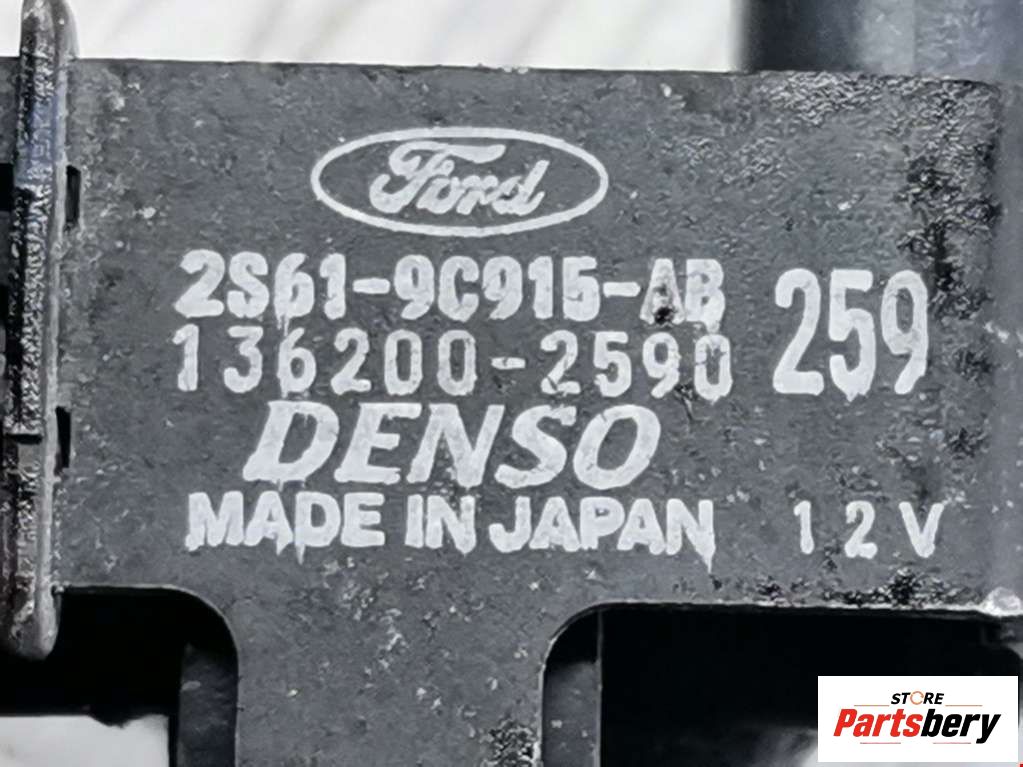 Ford
2S61-9C915-AB
136200-2590 259
DENSO
MADE IN JAPAN 12V
STORE
Partsbery